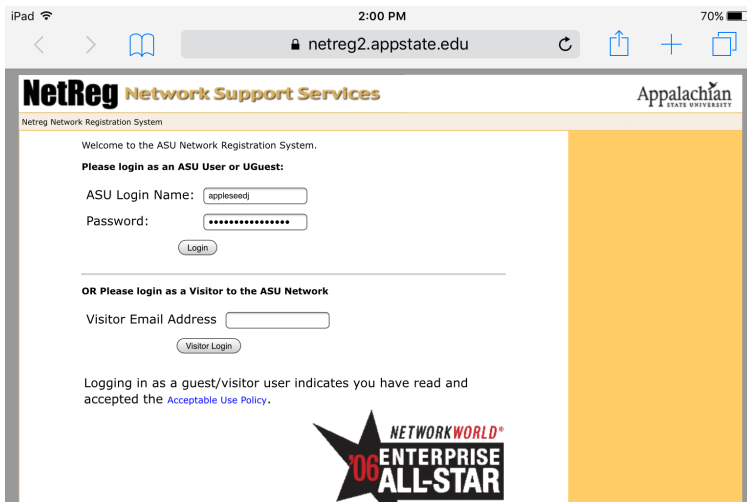 iPad 2:00 PM 70%
netreg2.appstate.edu
NetReg Network Support Services
Appalachian
STATE UNIVERSITY
Netreg Network Registration System
Welcome to the ASU Network Registration System.
Please login as an ASU User or UGuest:
ASU Login Name: appleseedj
Password: ••••••••••••••••
Login
OR Please login as a Visitor to the ASU Network
Visitor Email Address
Visitor Login
Logging in as a guest/visitor user indicates you have read and
accepted the Acceptable Use Policy.
NETWORKWORLD®
'06 ENTERPRISE
ALL-STAR